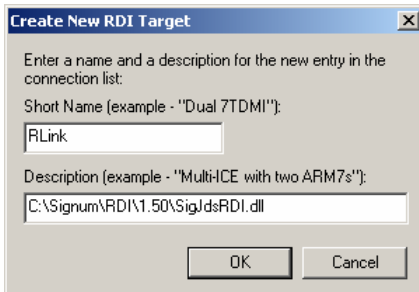 Create New RDI Target
Enter a name and a description for the new entry in the
connection list:
Short Name (example - "Dual 7TDMI"):
RLink
Description (example - "Multi-ICE with two ARM7s"):
C:\Signum\RDI\1.50\SigJdsRDI.dll
OK Cancel